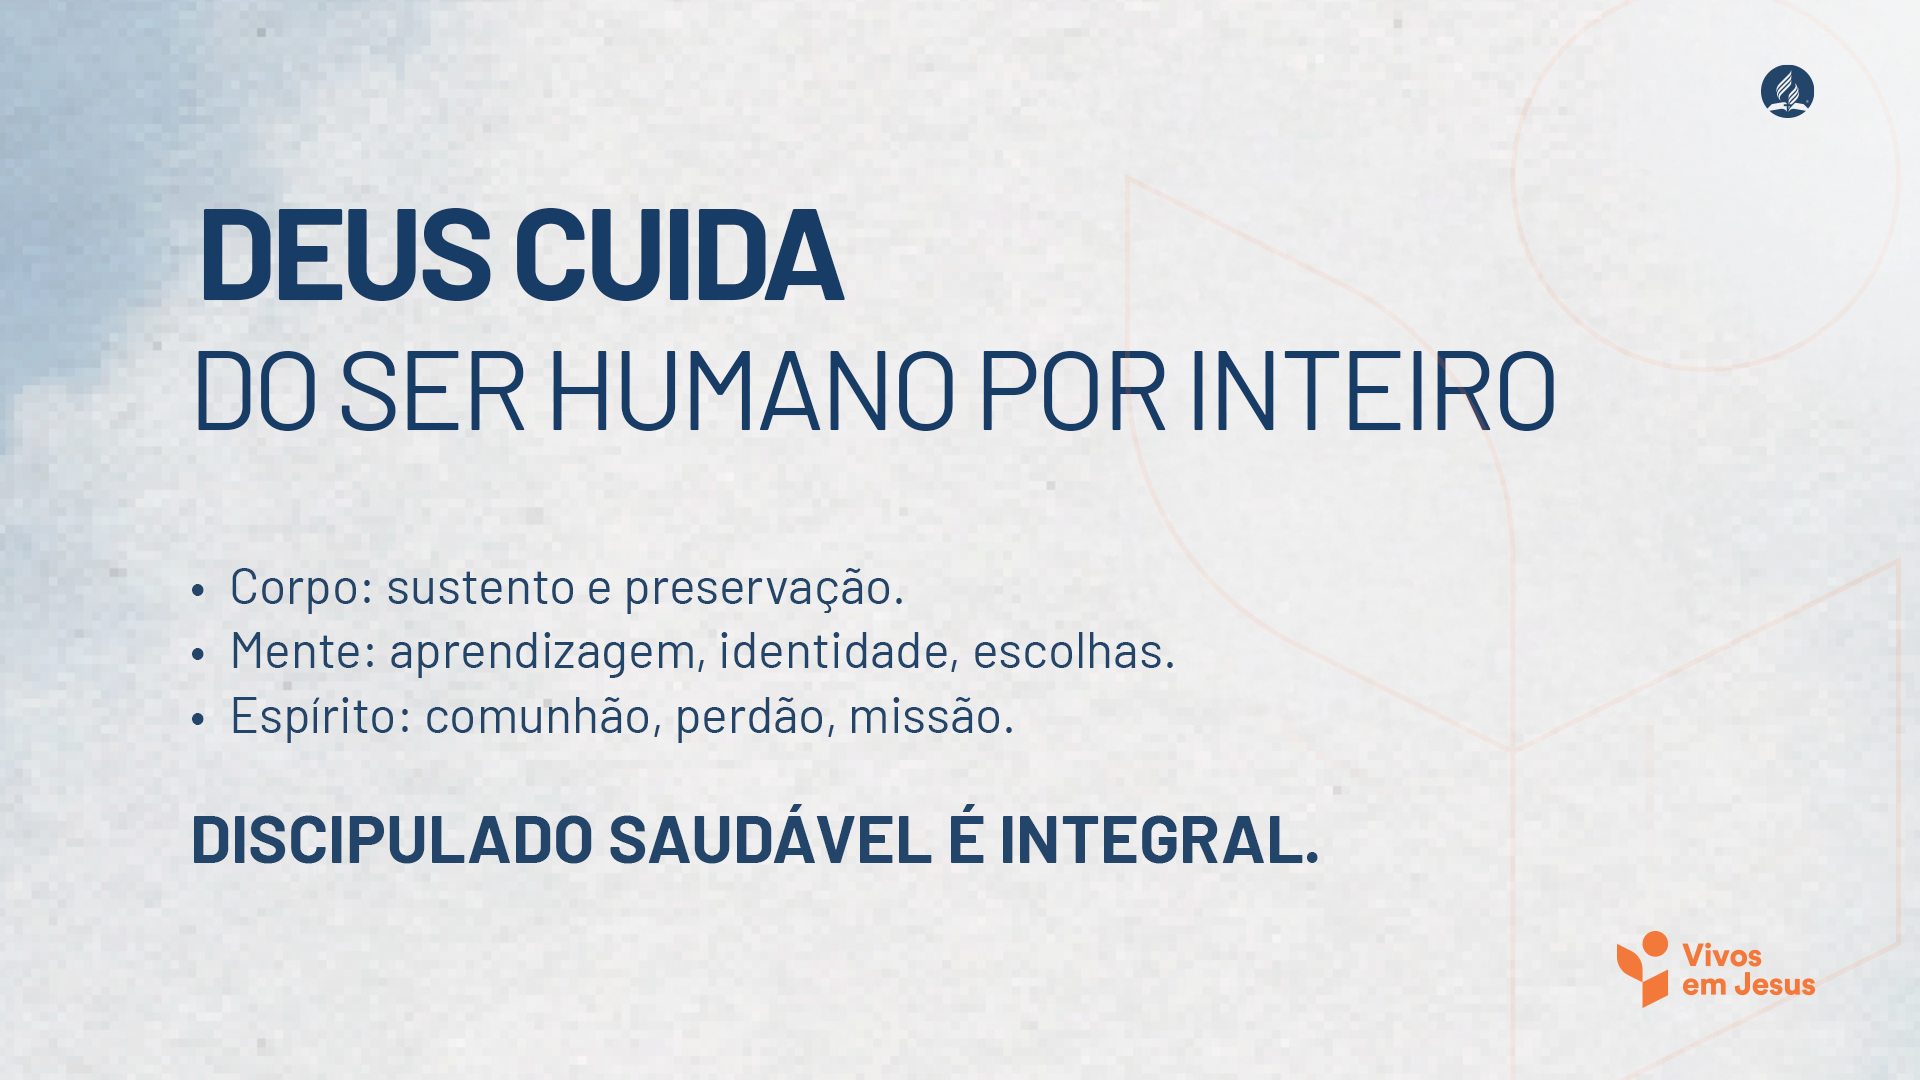 DEUS CUIDA
DO SER HUMANO POR INTEIRO
• Corpo: sustento e preservação.
• Mente: aprendizagem, identidade, escolhas.
• Espírito: comunhão, perdão, missão.
DISCIPULADO SAUDÁVEL É INTEGRAL.
Vivos
em Jesus